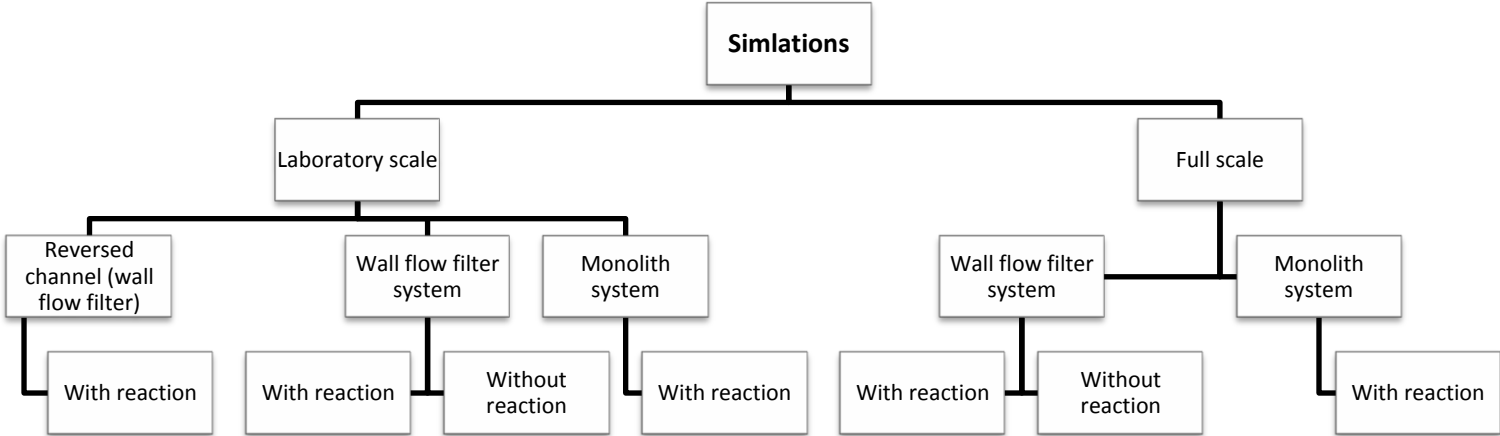 Simlations
Laboratory scale
Full scale
Reversed
channel (wall
flow filter)
Wall flow filter
system
Monolith
system
Wall flow filter
system
Monolith
system
With reaction
With reaction
Without
reaction
With reaction
With reaction
Without
reaction
With reaction